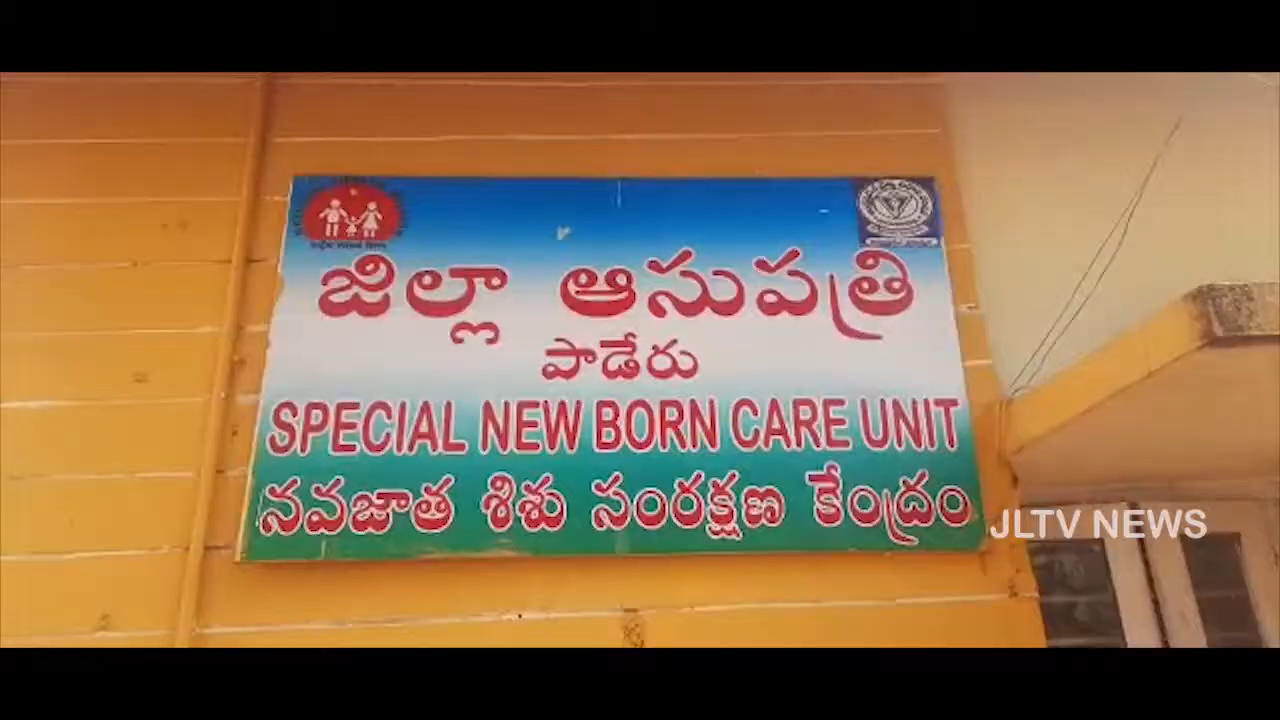 జిల్లా ఆసుపత్రి
పాడేరు
SPECIAL NEW BORN CARE UNIT
నవజాత శిశు సంరక్షణ కేంద్రం
JLTV NEWS